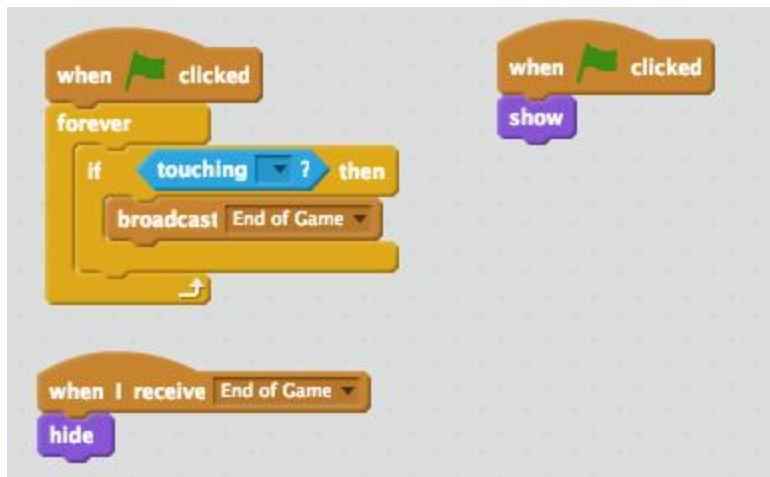 when clicked
forever
if touching ? then
broadcast End of Game
when I receive End of Game
hide
when clicked
show